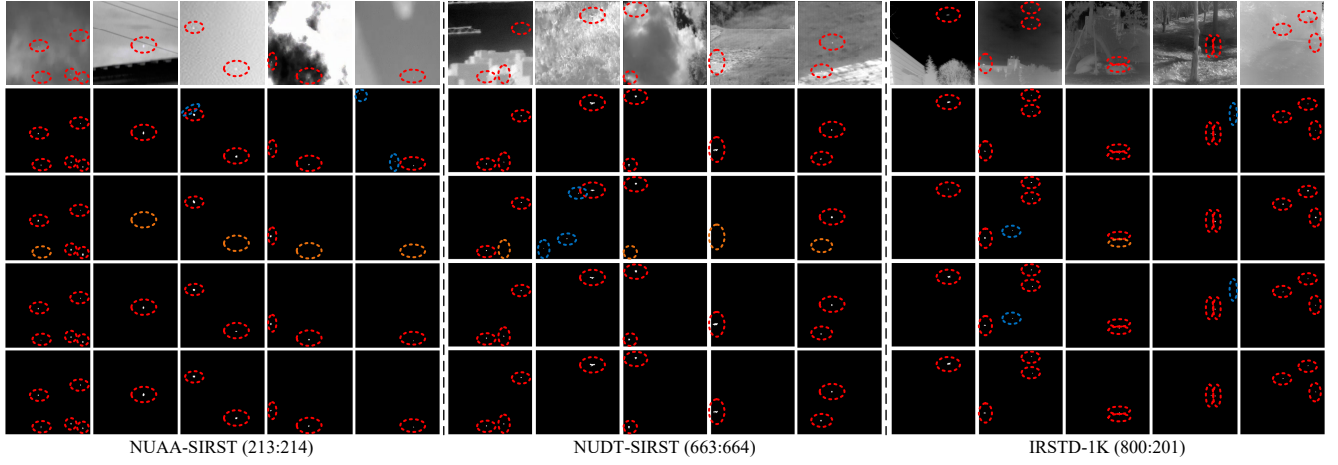 NUAA-SIRST (213:214)
NUDT-SIRST (663:664)
IRSTD-1K (800:201)